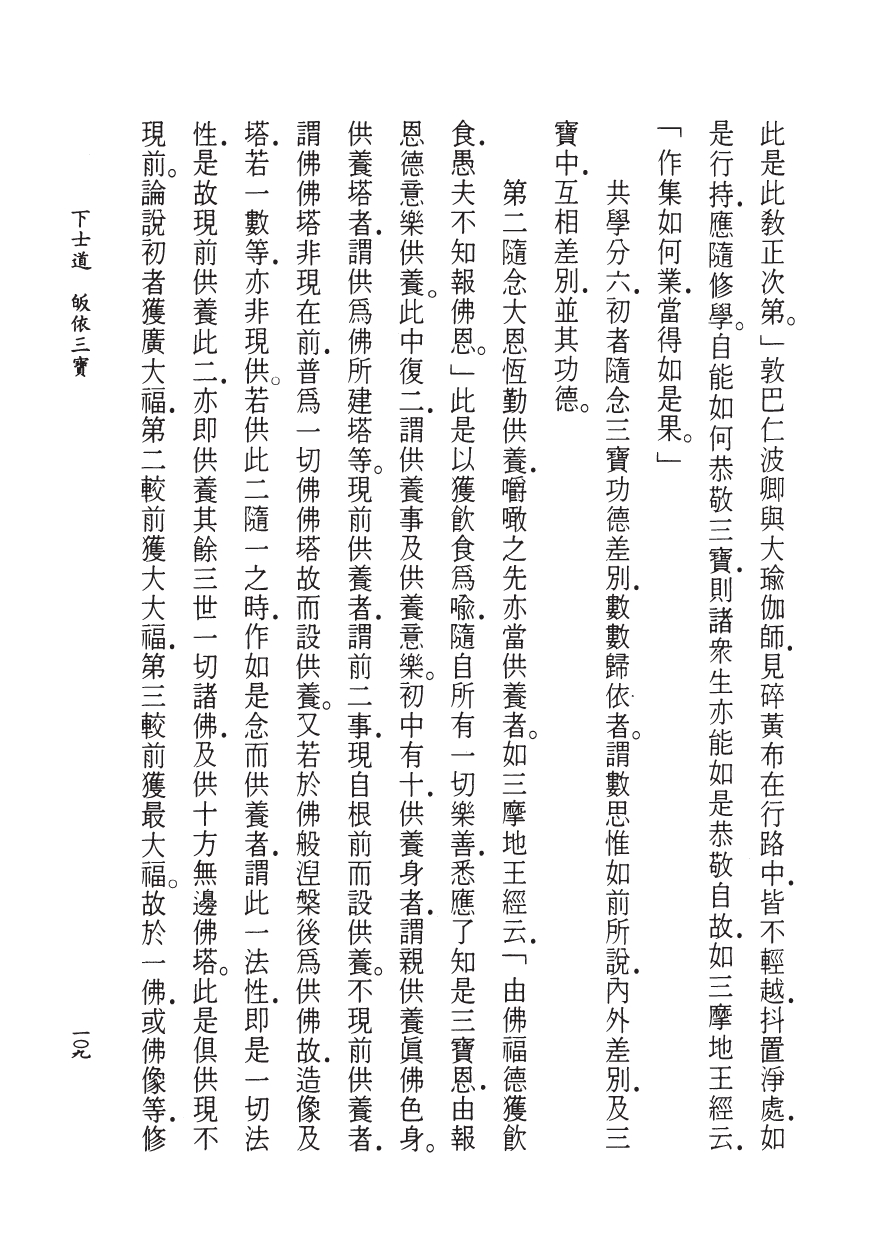 此是此敎正次第。」敦巴仁波卿與大瑜伽師．見碎黃布在行路中．皆不輕越．抖置淨處．如
是行持．應隨修學。自能如何恭敬三寶．則諸衆生亦能如是恭敬自故．如三摩地王經云．
「作集如何業．當得如是果。」
共學分六．初者隨念三寶功德差別．數數歸依者。謂數思惟如前所說．內外差別．及三
寶中．互相差別．並其功德。
第二隨念大恩恆勤供養．嚼噉之先亦當供養者。如三摩地王經云．「由佛福德獲飮
食．愚夫不知報佛恩。」此是以獲飮食爲喩．隨自所有一切樂善．悉應了知是三寶恩．由報
恩德意樂供養。此中復二．謂供養事及供養意樂。初中有十．供養身者．謂親供養眞佛色身。
供養塔者．謂供爲佛所建塔等。現前供養者．謂前二事．現自根前而設供養。不現前供養者．
謂佛佛塔非現在前．普爲一切佛佛塔故而設供養。又若於佛般涅槃後爲供佛故．造像及
塔．若一數等．亦非現供。若供此二隨一之時．作如是念而供養者．謂此一法性．即是一切法
性．是故現前供養此二．亦即供養其餘三世一切諸佛．及供十方無邊佛塔。此是俱供現不
現前。論說初者獲廣大福．第二較前獲大大福．第三較前獲最大福。故於一佛．或佛像等．修
下士道　皈依三寶
一〇九